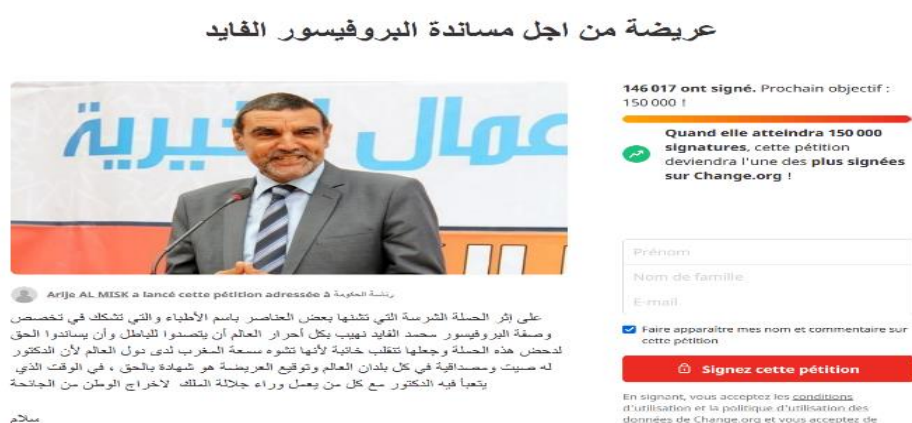 عريضة من اجل مساندة البروفيسور الفايد
عمال الخيرية
Arije AL MISK a lancé cette pétition adressée à رئاسة الحكومة
على إثر الحملة الشرسة التي تشنها بعض العناصر باسم الأطباء والتي تشكك في تخصص
وصفة البروفيسور محمد الفايد نهيب بكل أحرار العالم أن يتصدوا للباطل وأن يساندوا الحق
لدحض هذه الحملة وجعلها تتقلب خائبة لأنها تشوه سمعة المغرب لدى دول العالم لأن الدكتور
له صيت ومصداقية في كل بلدان العالم وتوقيع العريضة هو شهادة بالحق ، في الوقت الذي
يتعبأ فيه الدكتور مع كل من يعمل وراء جلالة الملك لاخراج الوطن من الجائحة
سلام
146 017 ont signé. Prochain objectif :
150 000 !
Quand elle atteindra 150 000
signatures, cette pétition
deviendra l'une des plus signées
sur Change.org !
Prénom
Nom de famille
E-mail
Faire apparaître mes nom et commentaire sur
cette pétition
Signez cette pétition
En signant, vous acceptez les conditions
d'utilisation et la politique d'utilisation des
données de Change.org et vous acceptez de